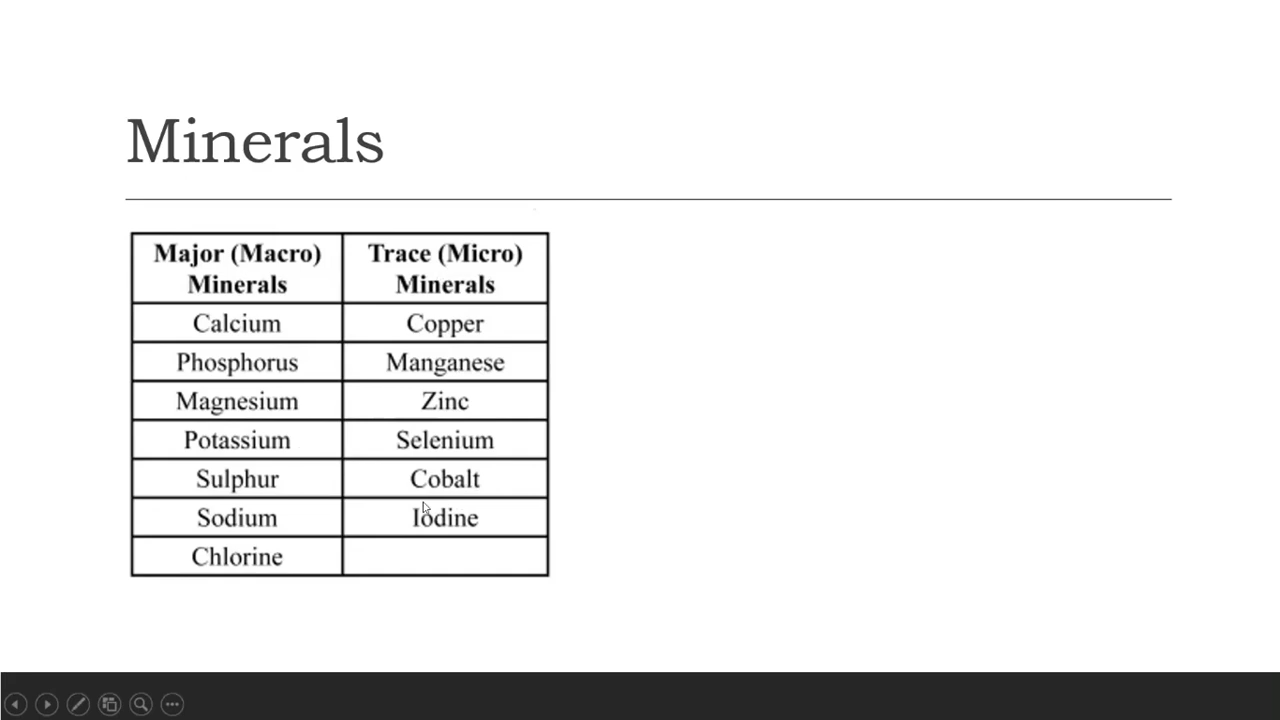 Minerals
Major (Macro) Minerals Trace (Micro) Minerals
Calcium Copper
Phosphorus Manganese
Magnesium Zinc
Potassium Selenium
Sulphur Cobalt
Sodium Iodine
Chlorine